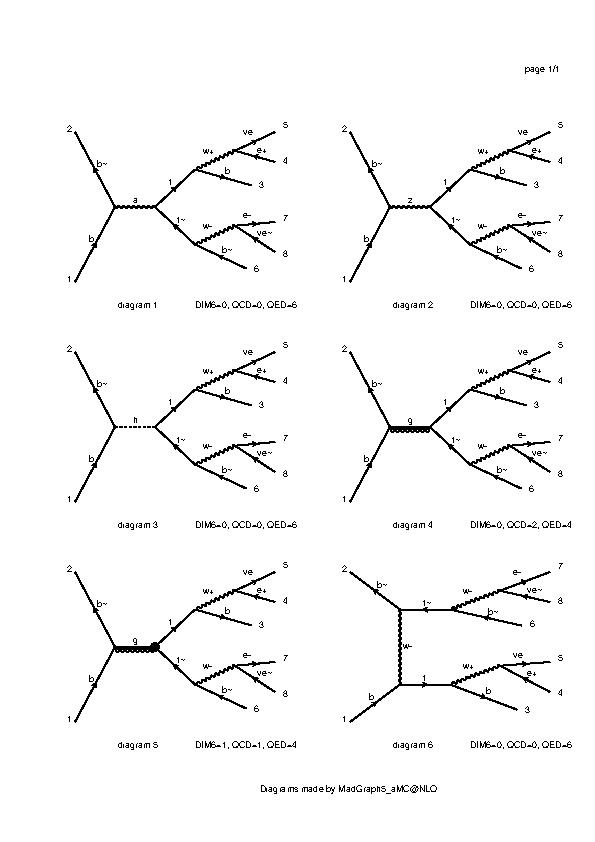 page 1/1
2 b~ b 1 a t t~ w+ ve 5 e+ 4 b 3 w- e- 7 ve~ 8 b~ 6
diagram 1 DIM6=0, QCD=0, QED=6
2 b~ b 1 z t t~ w+ ve 5 e+ 4 b 3 w- e- 7 ve~ 8 b~ 6
diagram 2 DIM6=0, QCD=0, QED=6
2 b~ b 1 h t t~ w+ ve 5 e+ 4 b 3 w- e- 7 ve~ 8 b~ 6
diagram 3 DIM6=0, QCD=0, QED=6
2 b~ b 1 g t t~ w+ ve 5 e+ 4 b 3 w- e- 7 ve~ 8 b~ 6
diagram 4 DIM6=0, QCD=2, QED=4
2 b~ b 1 g t t~ w+ ve 5 e+ 4 b 3 w- e- 7 ve~ 8 b~ 6
diagram 5 DIM6=1, QCD=1, QED=4
2 b~ t~ w- e- 7 ve~ 8 b~ 6 w- b 1 t w+ ve 5 e+ 4 b 3
diagram 6 DIM6=0, QCD=0, QED=6
Diagrams made by MadGraph5_aMC@NLO